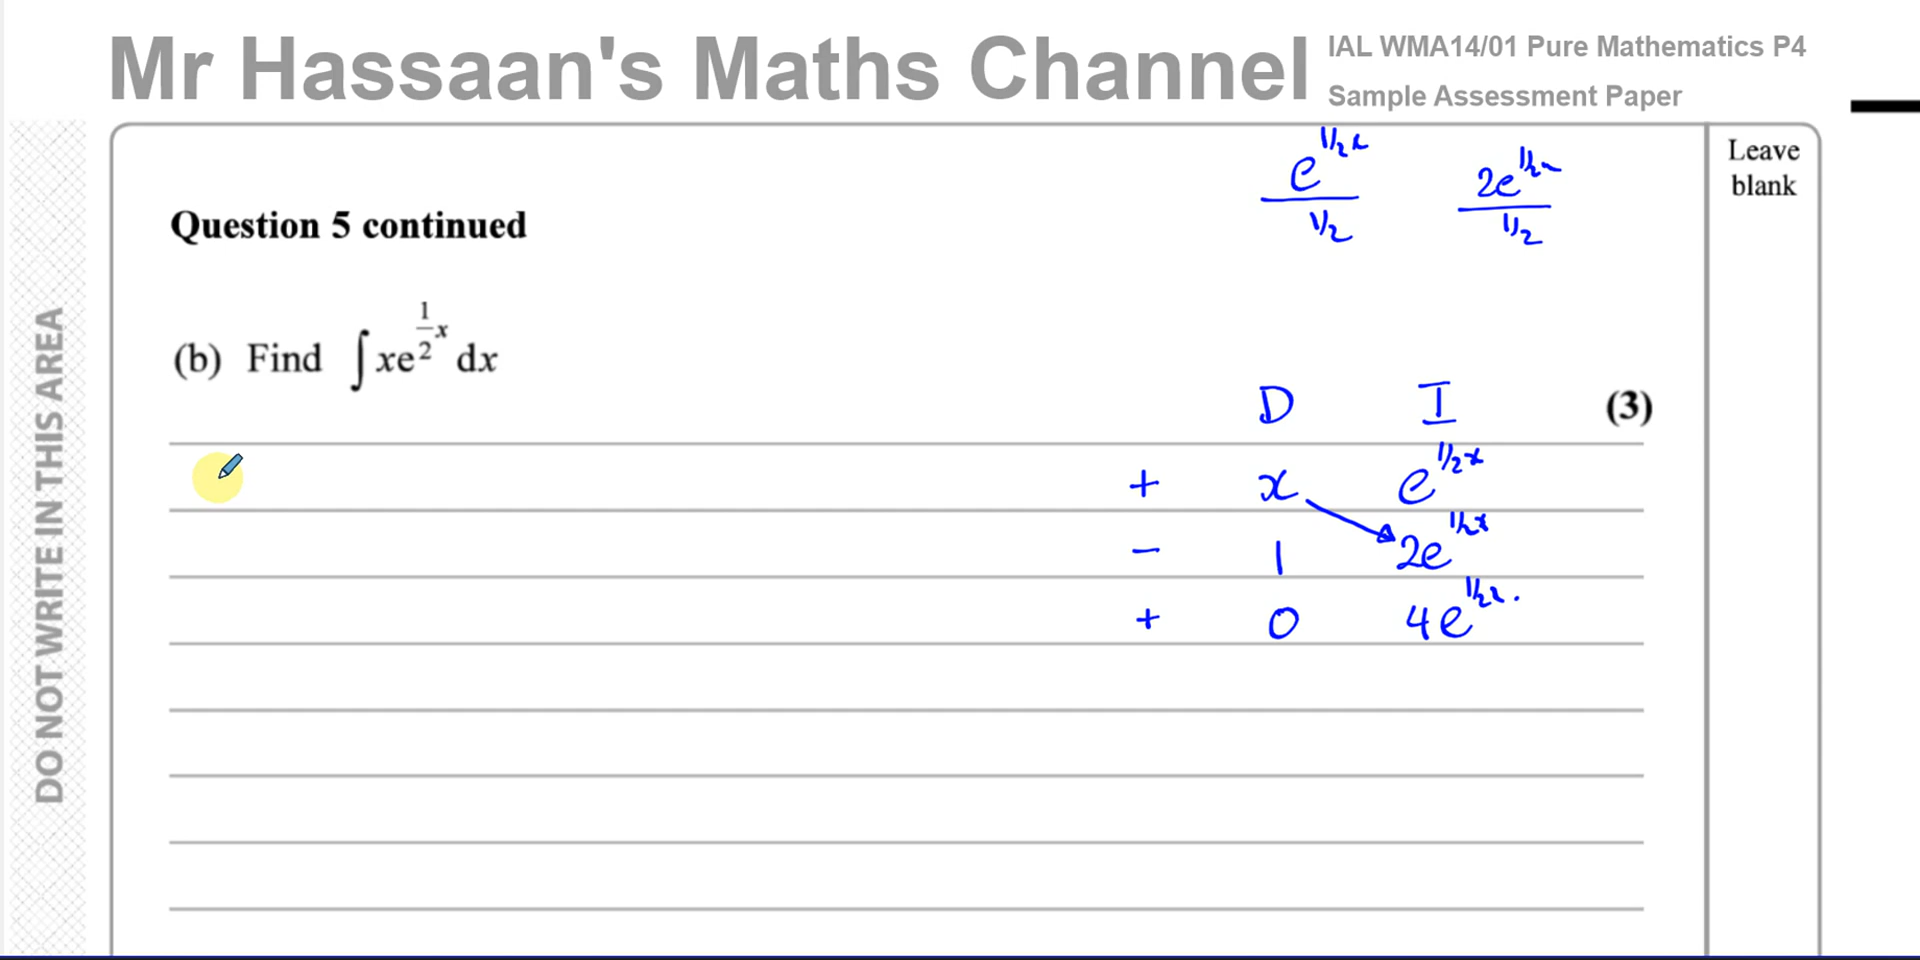 Mr Hassaan's Maths Channel
IAL WMA14/01 Pure Mathematics P4
Sample Assessment Paper
Leave
blank
DO NOT WRITE IN THIS AREA
e^{1/2x} / 1/2    2e^{1/2x} / 1/2
Question 5 continued
(b) Find ∫xe^{\frac{1}{2}x} dx
(3)
D I
+ x e^{1/2x}
- 1 2e^{1/2x}
+ 0 4e^{1/2x}.